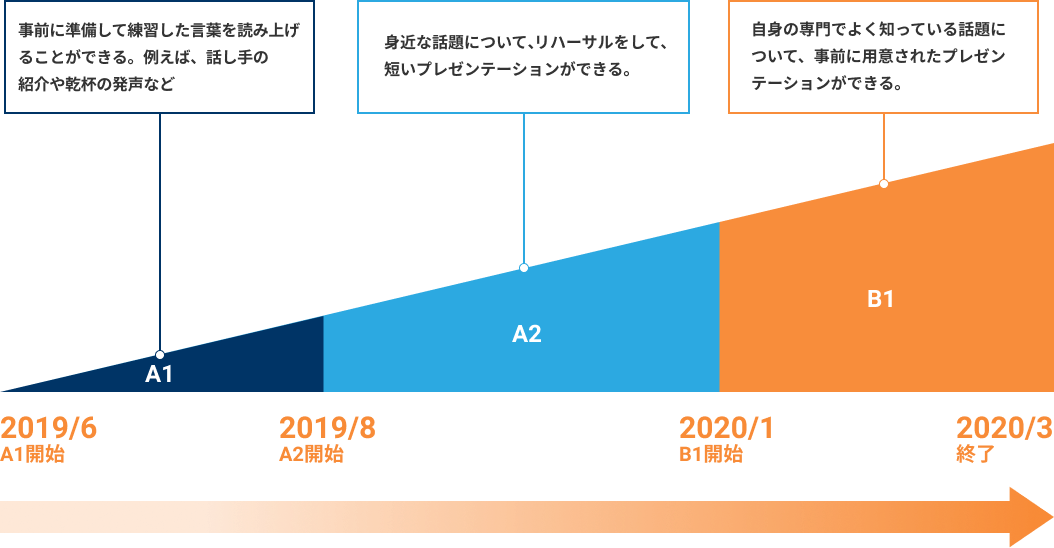 事前に準備して練習した言葉を読み上げ
ることができる。例えば、話し手の
紹介や乾杯の発声など
身近な話題について、リハーサルをして、
短いプレゼンテーションができる。
自身の専門でよく知っている話題に
ついて、事前に用意されたプレゼン
テーションができる。
A1
A2
B1
2019/6
A1開始
2019/8
A2開始
2020/1
B1開始
2020/3
終了